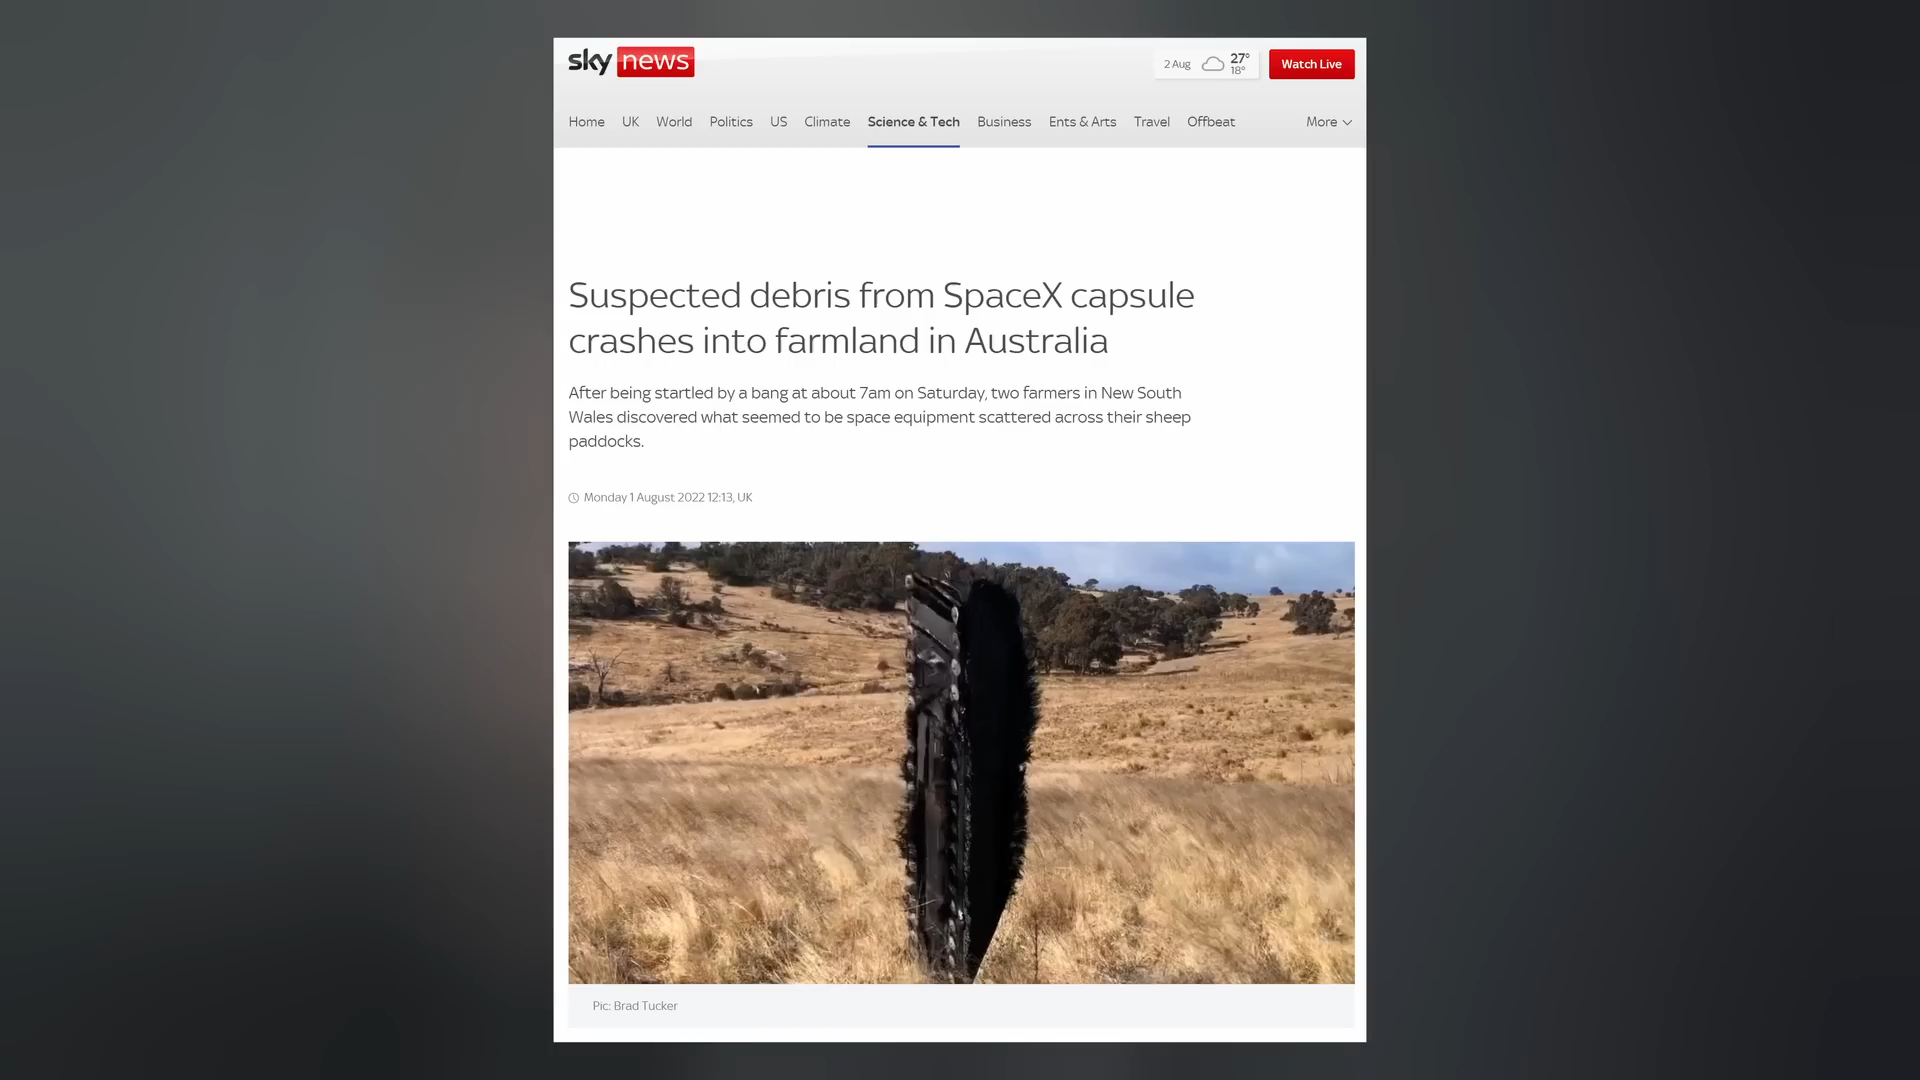 sky news
2 Aug 27° 18° Watch Live
Home UK World Politics US Climate Science & Tech Business Ents & Arts Travel Offbeat More
Suspected debris from SpaceX capsule
crashes into farmland in Australia
After being startled by a bang at about 7am on Saturday, two farmers in New South
Wales discovered what seemed to be space equipment scattered across their sheep
paddocks.
Monday 1 August 2022 12:13, UK
Pic: Brad Tucker